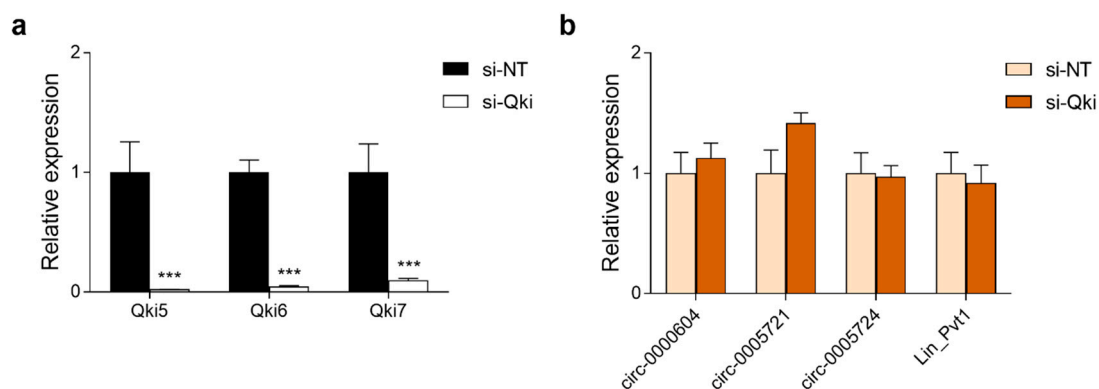 a
2
1
0
Relative expression
si-NT
si-Qki
***
***
***
Qki5
Qki6
Qki7
b
2
1
0
Relative expression
si-NT
si-Qki
circ-0000604
circ-0005721
circ-0005724
Lin_Pvt1